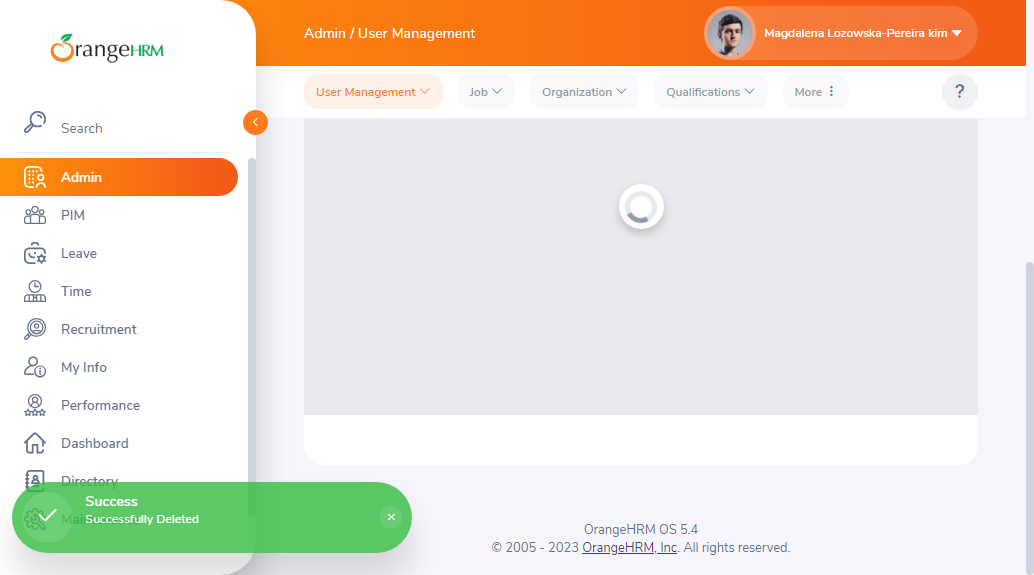 OrangeHRM
Search
Admin
PIM
Leave
Time
Recruitment
My Info
Performance
Dashboard
Directory
Success
Successfully Deleted
Admin / User Management
Magdalena Lozowska-Pereira kim
User Management
Job
Organization
Qualifications
More
?
OrangeHRM OS 5.4
© 2005 - 2023 OrangeHRM, Inc. All rights reserved.